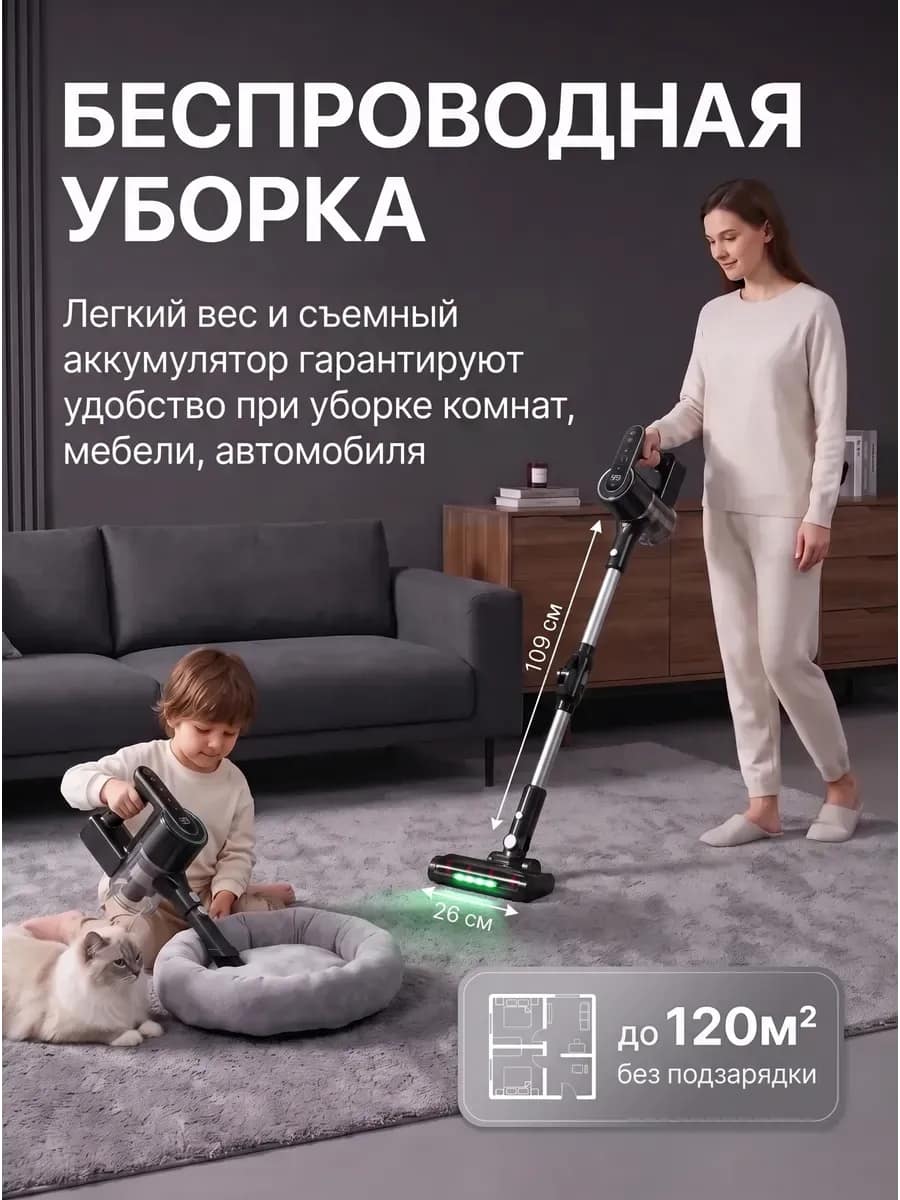 БЕСПРОВОДНАЯ
УБОРКА
Легкий вес и съемный
аккумулятор гарантируют
удобство при уборке комнат,
мебели, автомобиля
109 см
26 см
до 120м²
без подзарядки